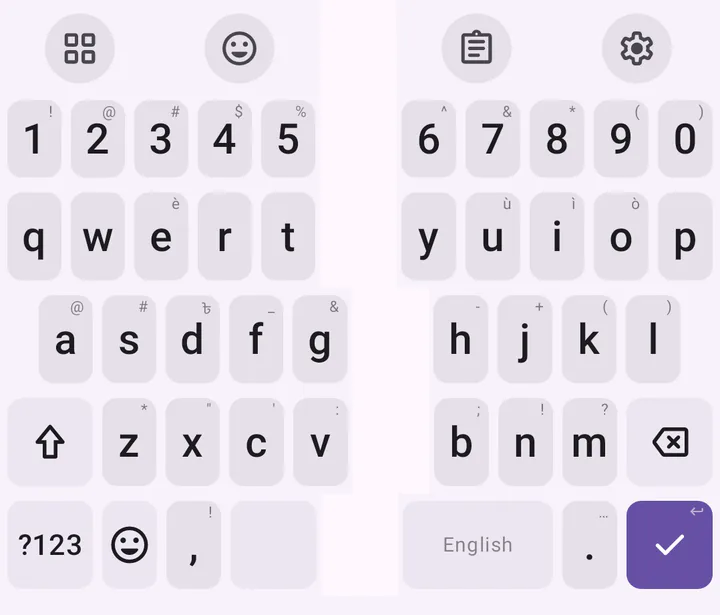 ! @ # $ % ^ & * ( )
1 2 3 4 5 6 7 8 9 0
è ù ì ò
q w e r t y u i o p
@ # _ & - + ( )
a s d f g h j k l
* " ' : ; ! ?
z x c v b n m
! …
?123 , English .